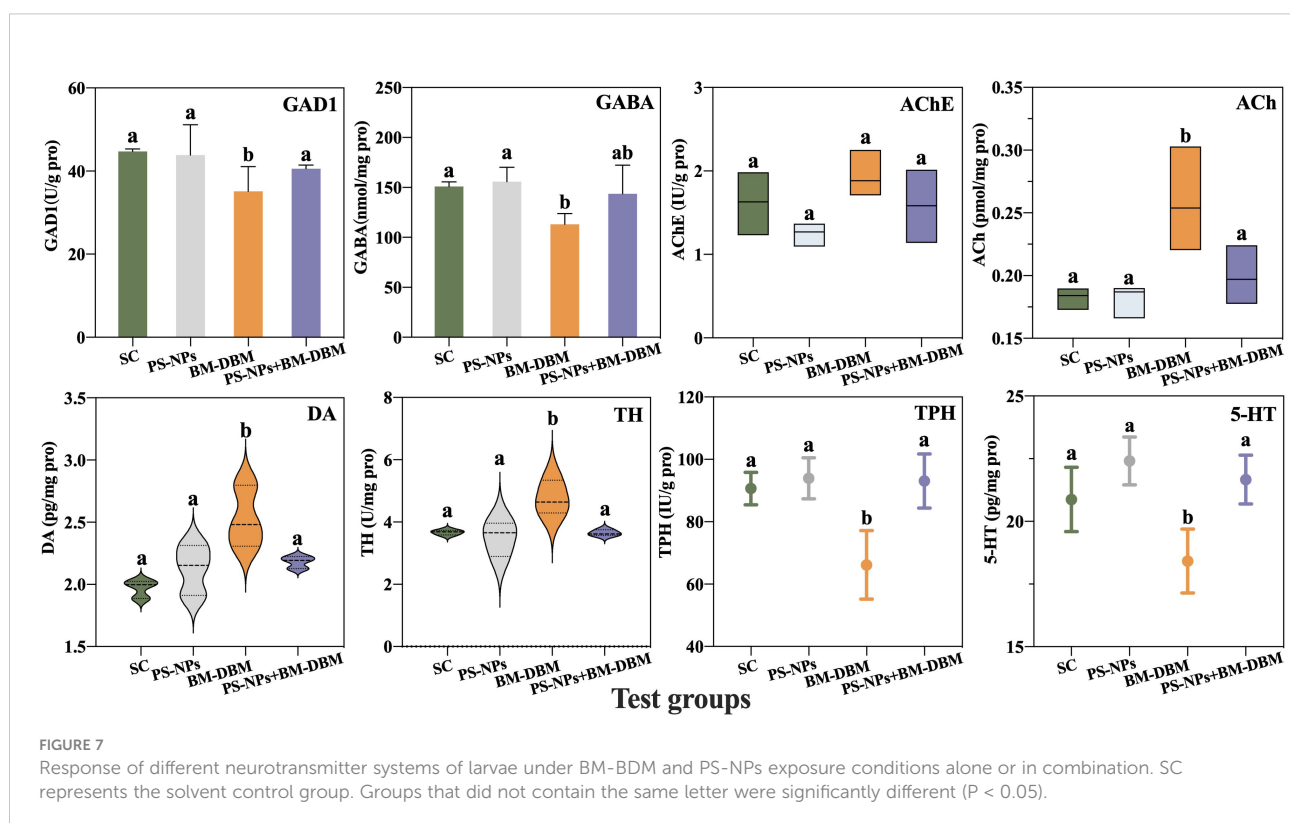 GAD1
60
40
20
0
GAD1(U/g pro)
a
a
b
a
SC
PS-NPs
BM-DBM
PS-NPs+BM-DBM
GABA
250
200
150
100
50
0
GABA(nmol/mg pro)
a
a
b
ab
SC
PS-NPs
BM-DBM
PS-NPs+BM-DBM
AChE
3
2
1
0
AChE (IU/g pro)
a
a
a
a
SC
PS-NPs
BM-DBM
PS-NPs+BM-DBM
ACh
0.35
0.30
0.25
0.20
0.15
ACh (pmol/mg pro)
a
a
b
a
SC
PS-NPs
BM-DBM
PS-NPs+BM-DBM
DA
3.5
3.0
2.5
2.0
1.5
DA (pg/mg pro)
a
a
b
a
SC
PS-NPs
BM-DBM
PS-NPs+BM-DBM
TH
8
6
4
2
0
TH (U/mg pro)
a
a
b
a
SC
PS-NPs
BM-DBM
PS-NPs+BM-DBM
TPH
120
100
80
60
40
TPH (IU/g pro)
a
a
b
a
SC
PS-NPs
BM-DBM
PS-NPs+BM-DBM
5-HT
25
20
15
5-HT (pg/mg pro)
a
a
b
a
SC
PS-NPs
BM-DBM
PS-NPs+BM-DBM
Test groups
FIGURE 7
Response of different neurotransmitter systems of larvae under BM-BDM and PS-NPs exposure conditions alone or in combination. SC
represents the solvent control group. Groups that did not contain the same letter were significantly different (P < 0.05).